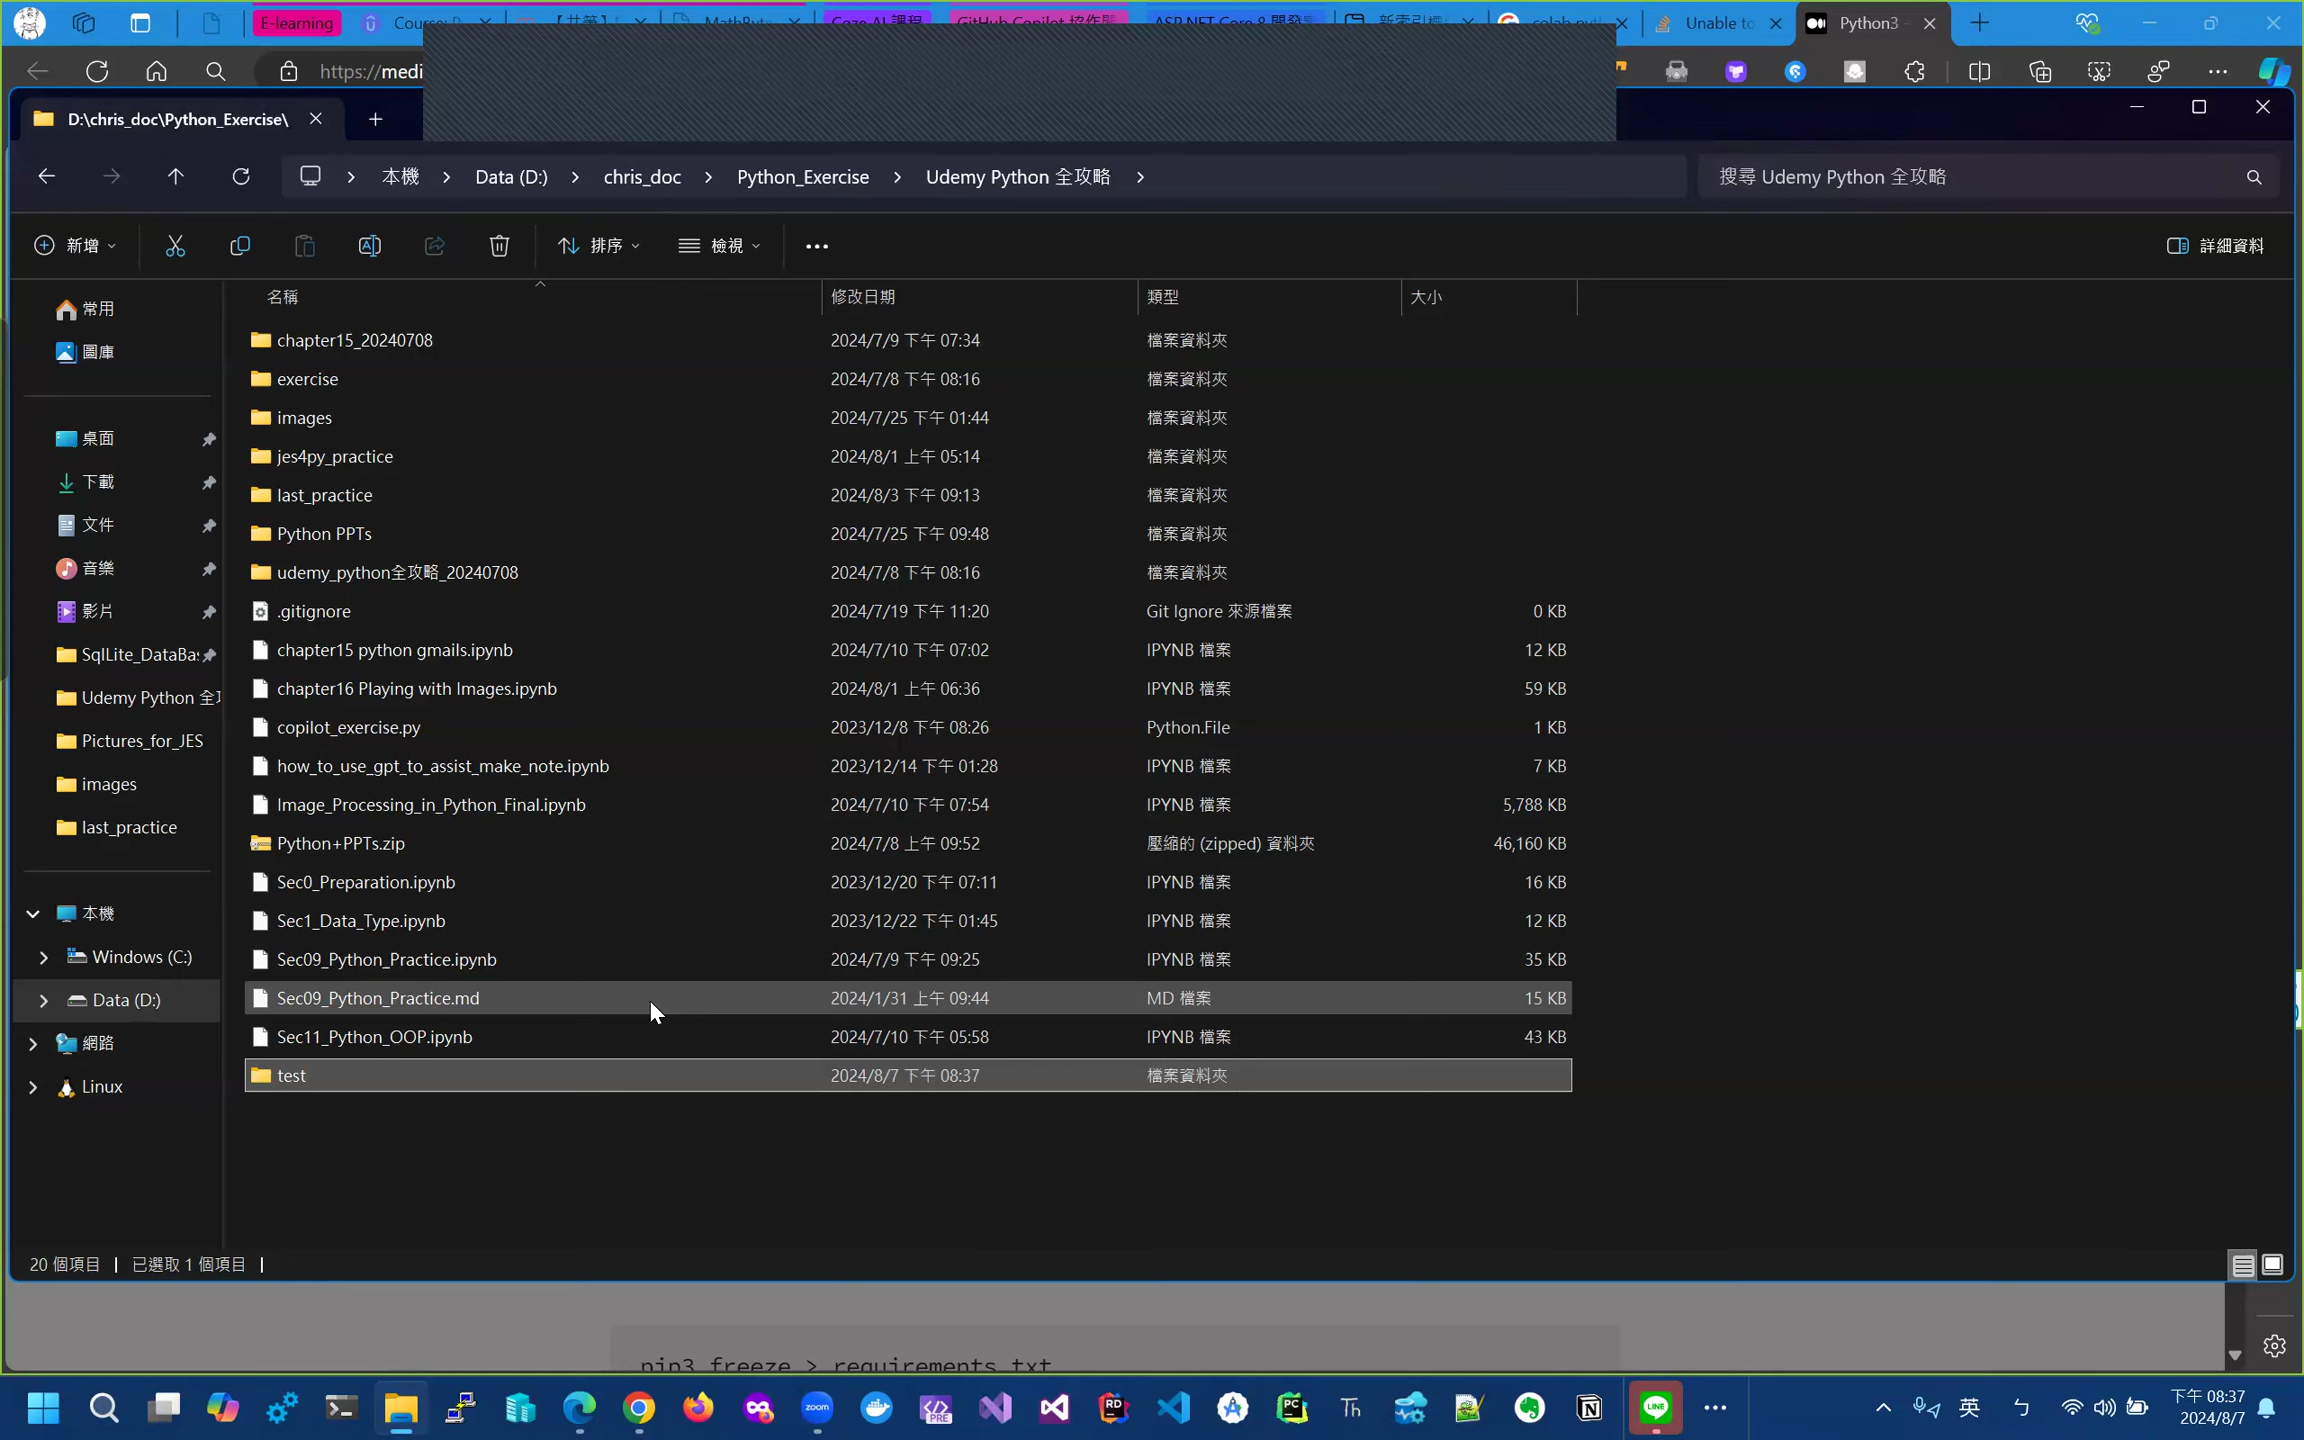 E-learning
Unable to
Python3 -
https://medi
D:\chris_doc\Python_Exercise\
本機 > Data (D:) > chris_doc > Python_Exercise > Udemy Python 全攻略 >
搜尋 Udemy Python 全攻略
新增
排序
檢視
詳細資料
常用
圖庫
桌面
下載
文件
音樂
影片
SqlLite_DataBa
Udemy Python 全
Pictures_for_JES
images
last_practice
本機
Windows (C:)
Data (D:)
網路
Linux
名稱 修改日期 類型 大小
chapter15_20240708 2024/7/9 下午 07:34 檔案資料夾
exercise 2024/7/8 下午 08:16 檔案資料夾
images 2024/7/25 下午 01:44 檔案資料夾
jes4py_practice 2024/8/1 上午 05:14 檔案資料夾
last_practice 2024/8/3 下午 09:13 檔案資料夾
Python PPTs 2024/7/25 下午 09:48 檔案資料夾
udemy_python全攻略_20240708 2024/7/8 下午 08:16 檔案資料夾
.gitignore 2024/7/19 下午 11:20 Git Ignore 來源檔案 0 KB
chapter15 python gmails.ipynb 2024/7/10 下午 07:02 IPYNB 檔案 12 KB
chapter16 Playing with Images.ipynb 2024/8/1 上午 06:36 IPYNB 檔案 59 KB
copilot_exercise.py 2023/12/8 下午 08:26 Python.File 1 KB
how_to_use_gpt_to_assist_make_note.ipynb 2023/12/14 下午 01:28 IPYNB 檔案 7 KB
Image_Processing_in_Python_Final.ipynb 2024/7/10 下午 07:54 IPYNB 檔案 5,788 KB
Python+PPTs.zip 2024/7/8 上午 09:52 壓縮的 (zipped) 資料夾 46,160 KB
Sec0_Preparation.ipynb 2023/12/20 下午 07:11 IPYNB 檔案 16 KB
Sec1_Data_Type.ipynb 2023/12/22 下午 01:45 IPYNB 檔案 12 KB
Sec09_Python_Practice.ipynb 2024/7/9 下午 09:25 IPYNB 檔案 35 KB
Sec09_Python_Practice.md 2024/1/31 上午 09:44 MD 檔案 15 KB
Sec11_Python_OOP.ipynb 2024/7/10 下午 05:58 IPYNB 檔案 43 KB
test 2024/8/7 下午 08:37 檔案資料夾
20 個項目 | 已選取 1 個項目 |
pip3 freeze > requirements.txt
zoom
PRE
RD
PC
Th
LINE
英
ㄅ
下午 08:37
2024/8/7